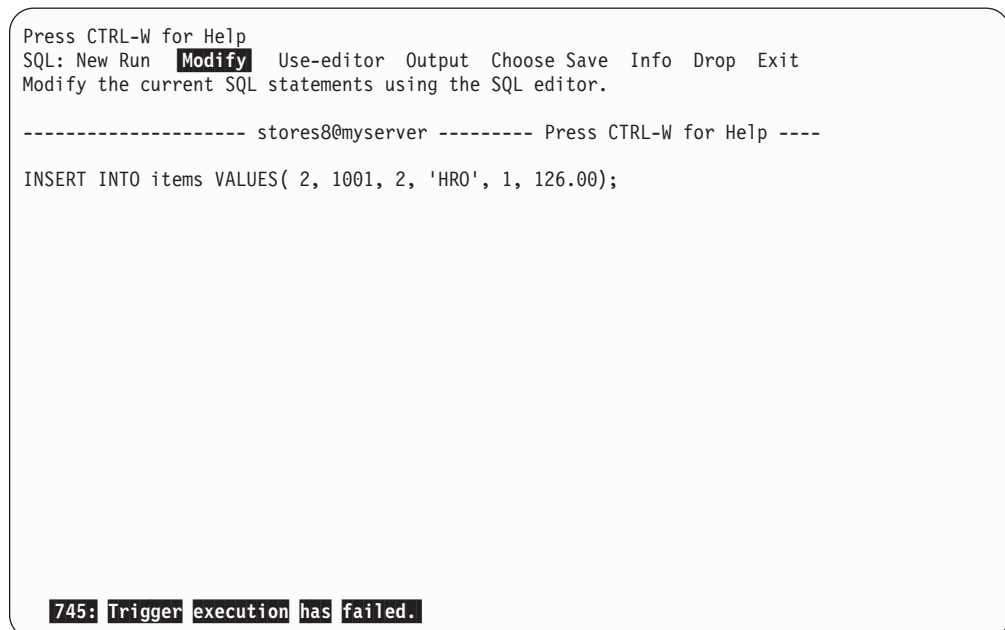 Press CTRL-W for Help
SQL: New Run Modify Use-editor Output Choose Save Info Drop Exit
Modify the current SQL statements using the SQL editor.
--------------------- stores8@myserver --------- Press CTRL-W for Help ----
INSERT INTO items VALUES( 2, 1001, 2, 'HRO', 1, 126.00);
745: Trigger execution has failed.